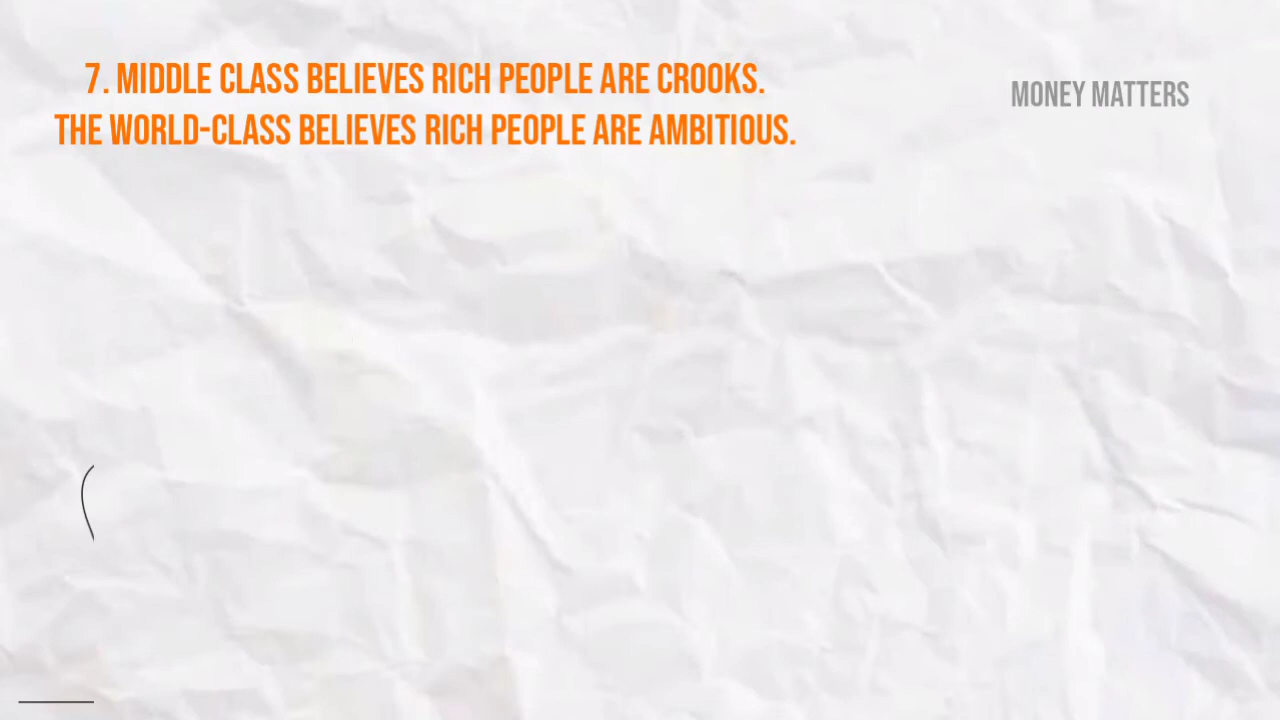 7. MIDDLE CLASS BELIEVES RICH PEOPLE ARE CROOKS.
THE WORLD-CLASS BELIEVES RICH PEOPLE ARE AMBITIOUS.
MONEY MATTERS